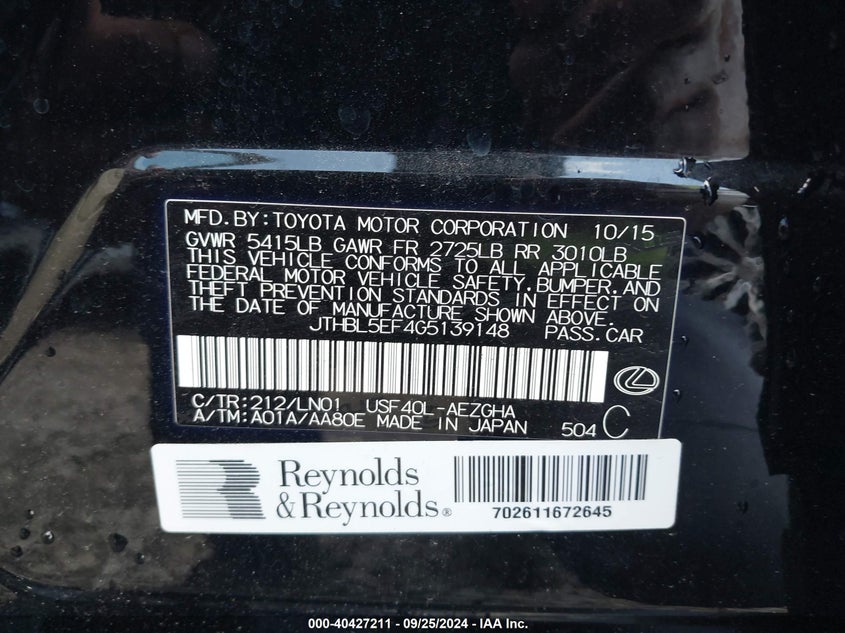 MFD.BY:TOYOTA MOTOR CORPORATION 10/15
GVWR 5415LB GAWR FR 2725LB RR 3010LB
THIS VEHICLE CONFORMS TO ALL APPLICABLE
FEDERAL MOTOR VEHICLE SAFETY.BUMPER.AND
THEFT PREVENTION STANDARDS IN EFFECT ON
THE DATE OF MANUFACTURE SHOWN ABOVE.
JTHBL5EF4G5139148 PASS.CAR
C/TR:212/LN01 USF40L-AEZGHA
A/TM:A01A/AA80E MADE IN JAPAN 504 C
Reynolds
&Reynolds®
702611672645
000-40427211 - 09/25/2024 - IAA Inc.